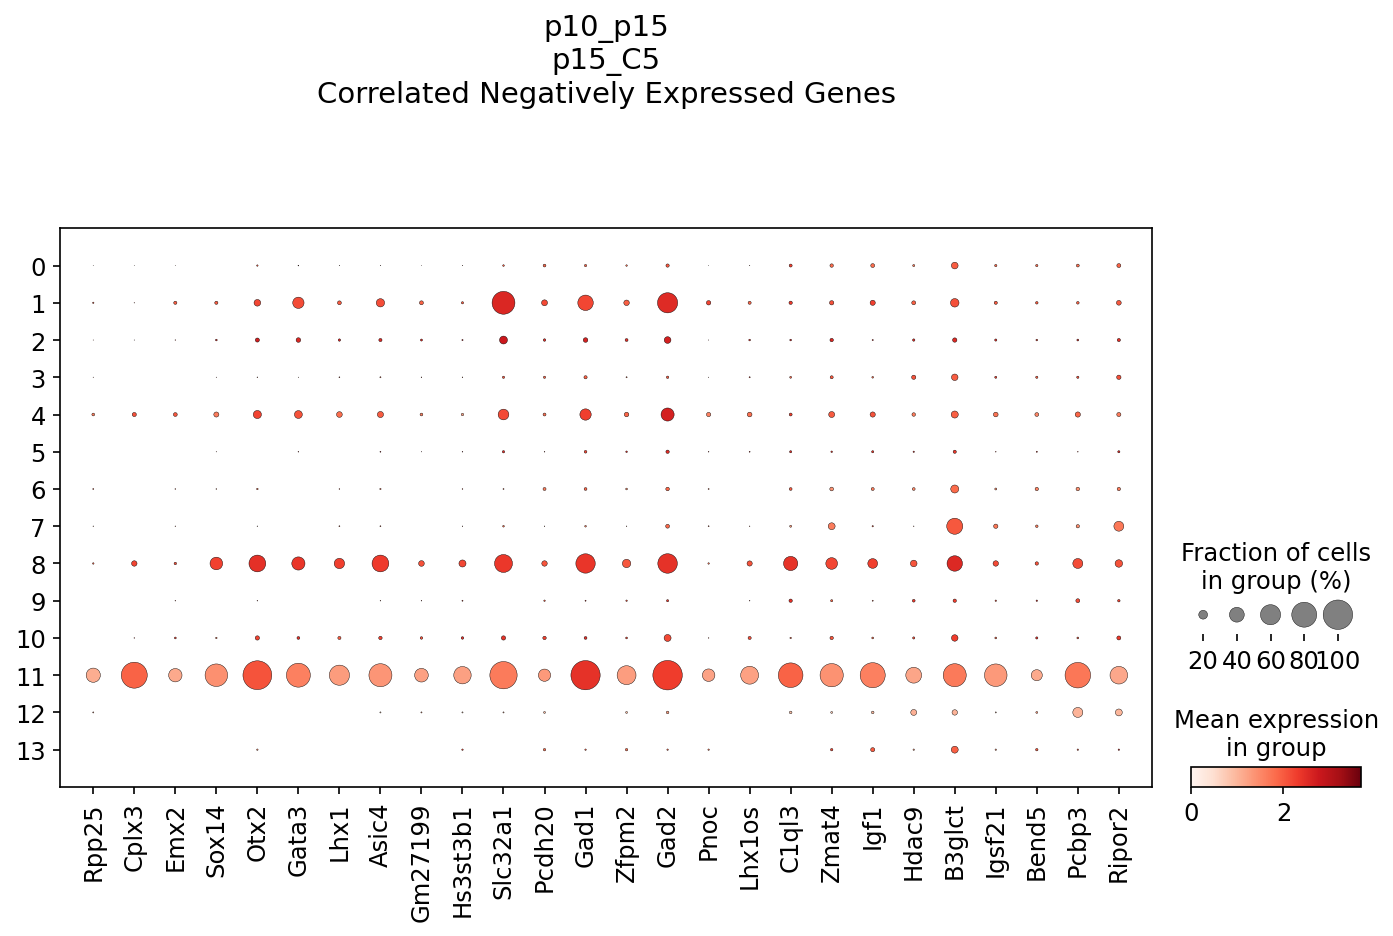 p10_p15
p15_C5
Correlated Negatively Expressed Genes
0
1
2
3
4
5
6
7
8
9
10
11
12
13
Rpp25
Cplx3
Emx2
Sox14
Otx2
Gata3
Lhx1
Asic4
Gm27199
Hs3st3b1
Slc32a1
Pcdh20
Gad1
Zfpm2
Gad2
Pnoc
Lhx1os
C1ql3
Zmat4
Igf1
Hdac9
B3glct
Igsf21
Bend5
Pcbp3
Ripor2
Fraction of cells
in group (%)
20 40 60 80 100
Mean expression
in group
0 2